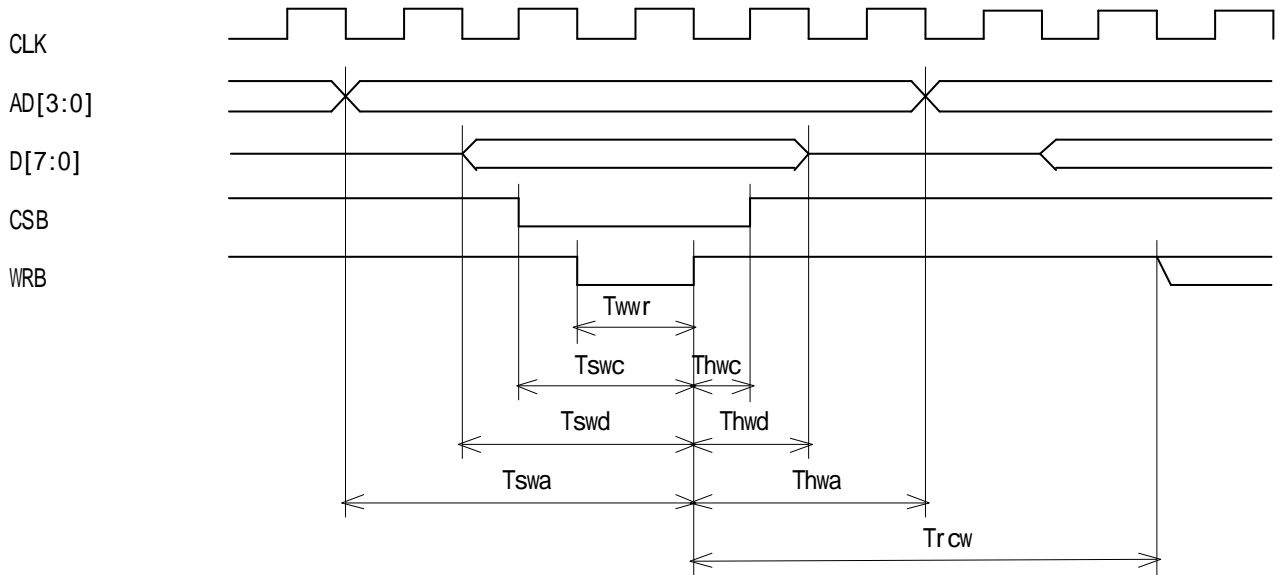 CLK
AD[3:0]
D[7:0]
CSB
WRB
Twwr
Tswc Thwc
Tswd Thwd
Tswa Thwa
Trcw